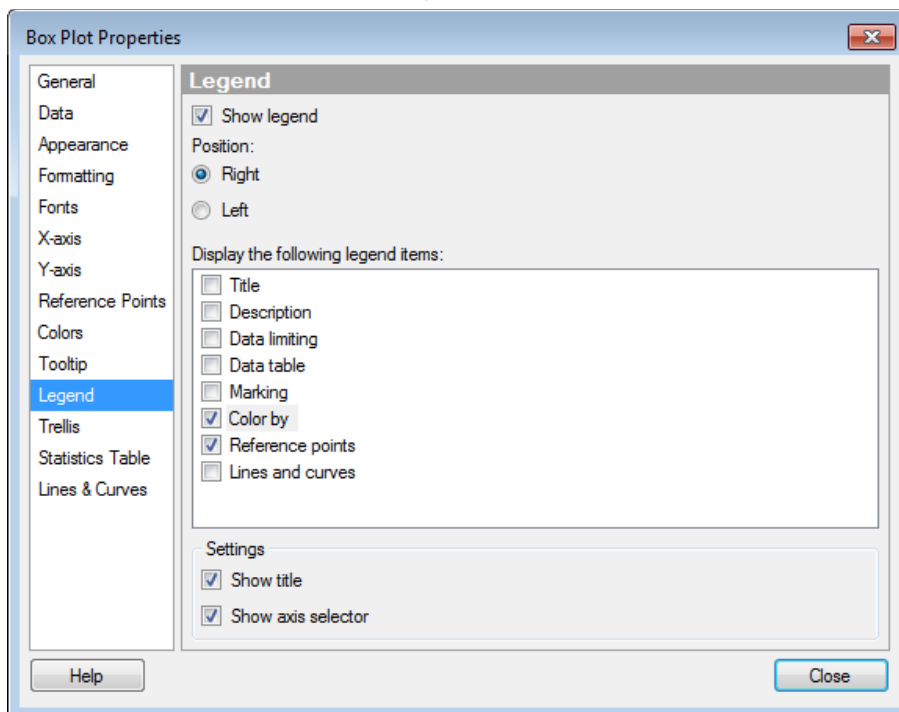 Box Plot Properties
General
Data
Appearance
Formatting
Fonts
X-axis
Y-axis
Reference Points
Colors
Tooltip
Legend
Trellis
Statistics Table
Lines & Curves
Legend
Show legend
Position:
Right
Left
Display the following legend items:
Title
Description
Data limiting
Data table
Marking
Color by
Reference points
Lines and curves
Settings
Show title
Show axis selector
Help
Close